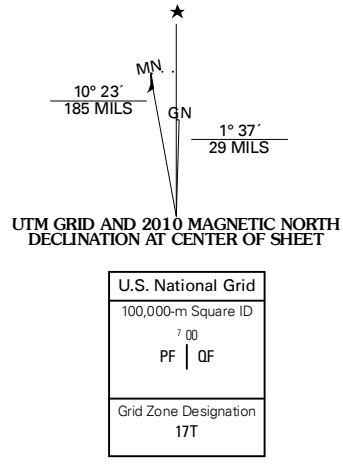 ★
MN
10° 23´
185 MILS
GN
1° 37´
29 MILS
UTM GRID AND 2010 MAGNETIC NORTH
DECLINATION AT CENTER OF SHEET
U.S. National Grid
100,000-m Square ID
7 00
PF | QF
Grid Zone Designation
17T